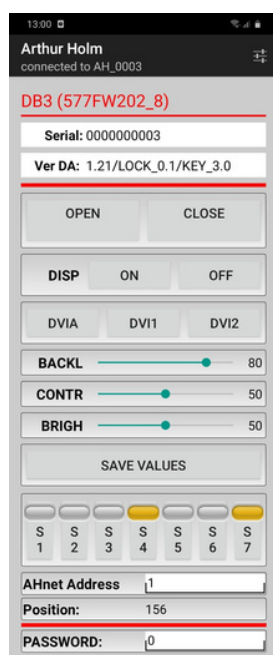 13:00
Arthur Holm
connected to AH_0003
DB3 (577FW202_8)
Serial: 0000000003
Ver DA: 1.21/LOCK_0.1/KEY_3.0
OPEN CLOSE
DISP ON OFF
DVIA DVI1 DVI2
BACKL 80
CONTR 50
BRIGH 50
SAVE VALUES
S S S S S S S
1 2 3 4 5 6 7
AHnet Address 1
Position: 156
PASSWORD: 0